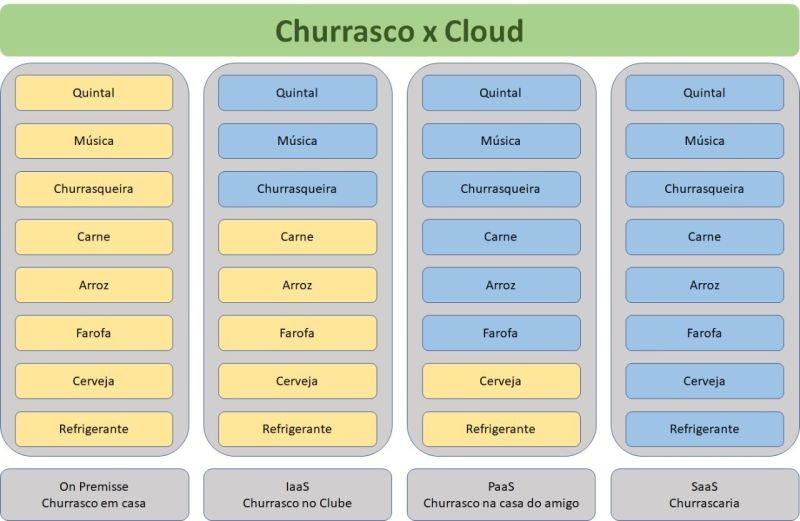 Churrasco x Cloud
Quintal
Música
Churrasqueira
Carne
Arroz
Farofa
Cerveja
Refrigerante
On Premisse
Churrasco em casa
Quintal
Música
Churrasqueira
Carne
Arroz
Farofa
Cerveja
Refrigerante
IaaS
Churrasco no Clube
Quintal
Música
Churrasqueira
Carne
Arroz
Farofa
Cerveja
Refrigerante
PaaS
Churrasco na casa do amigo
Quintal
Música
Churrasqueira
Carne
Arroz
Farofa
Cerveja
Refrigerante
SaaS
Churrascaria